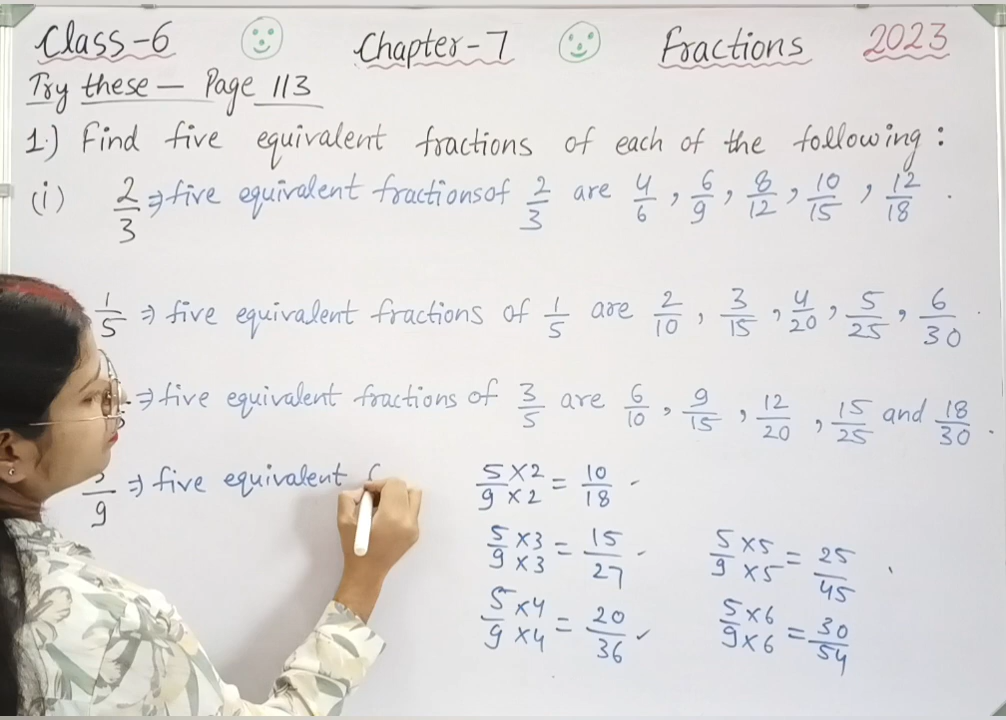 Class-6 Chapter-7 Fractions 2023
Try these — Page 113
1.) Find five equivalent fractions of each of the following :
(i) 2/3 ⇒ five equivalent fractions of 2/3 are 4/6 , 6/9 , 8/12 , 10/15 , 12/18 .
1/5 ⇒ five equivalent fractions of 1/5 are 2/10 , 3/15 , 4/20 , 5/25 , 6/30 .
⇒ five equivalent fractions of 3/5 are 6/10 , 9/15 , 12/20 , 15/25 and 18/30 .
5/9 ⇒ five equivalent
5×2/9×2 = 10/18
5×3/9×3 = 15/27
5×4/9×4 = 20/36
5×5/9×5 = 25/45
5×6/9×6 = 30/54